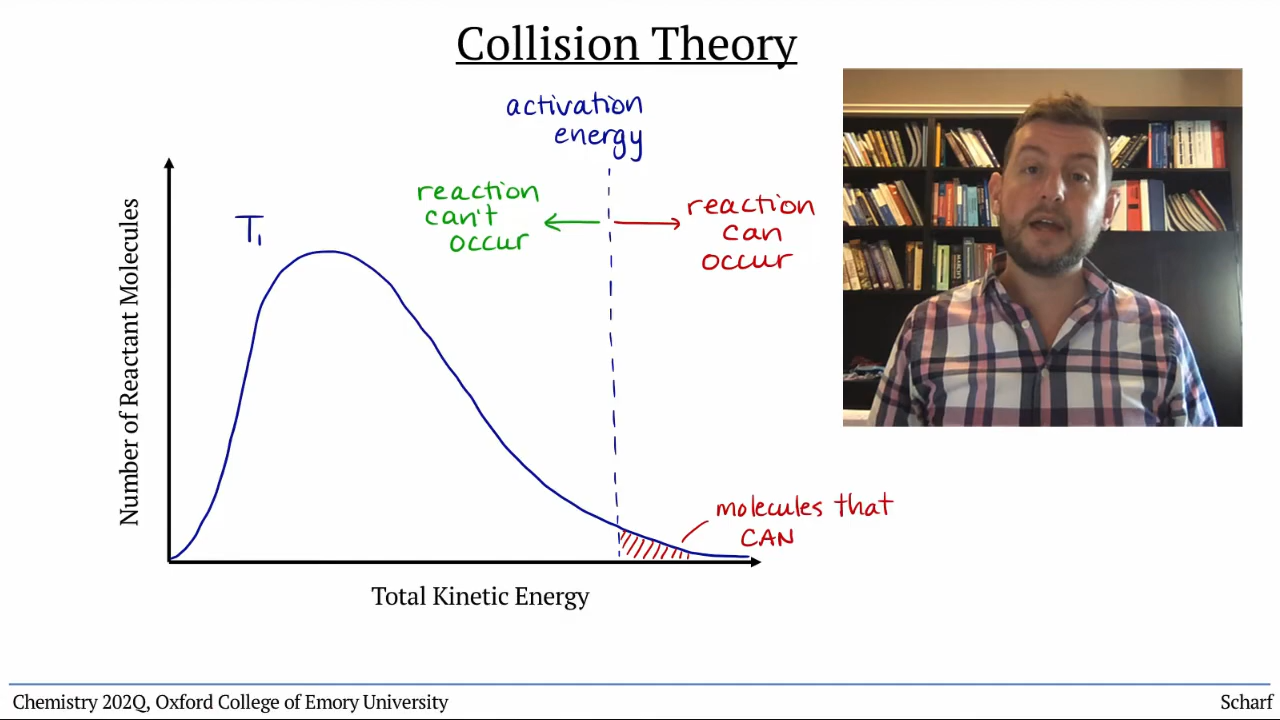 Collision Theory
activation
energy
reaction
can't
occur
reaction
can
occur
T₁
Number of Reactant Molecules
molecules that
CAN
Total Kinetic Energy
Chemistry 202Q, Oxford College of Emory University
Scharf